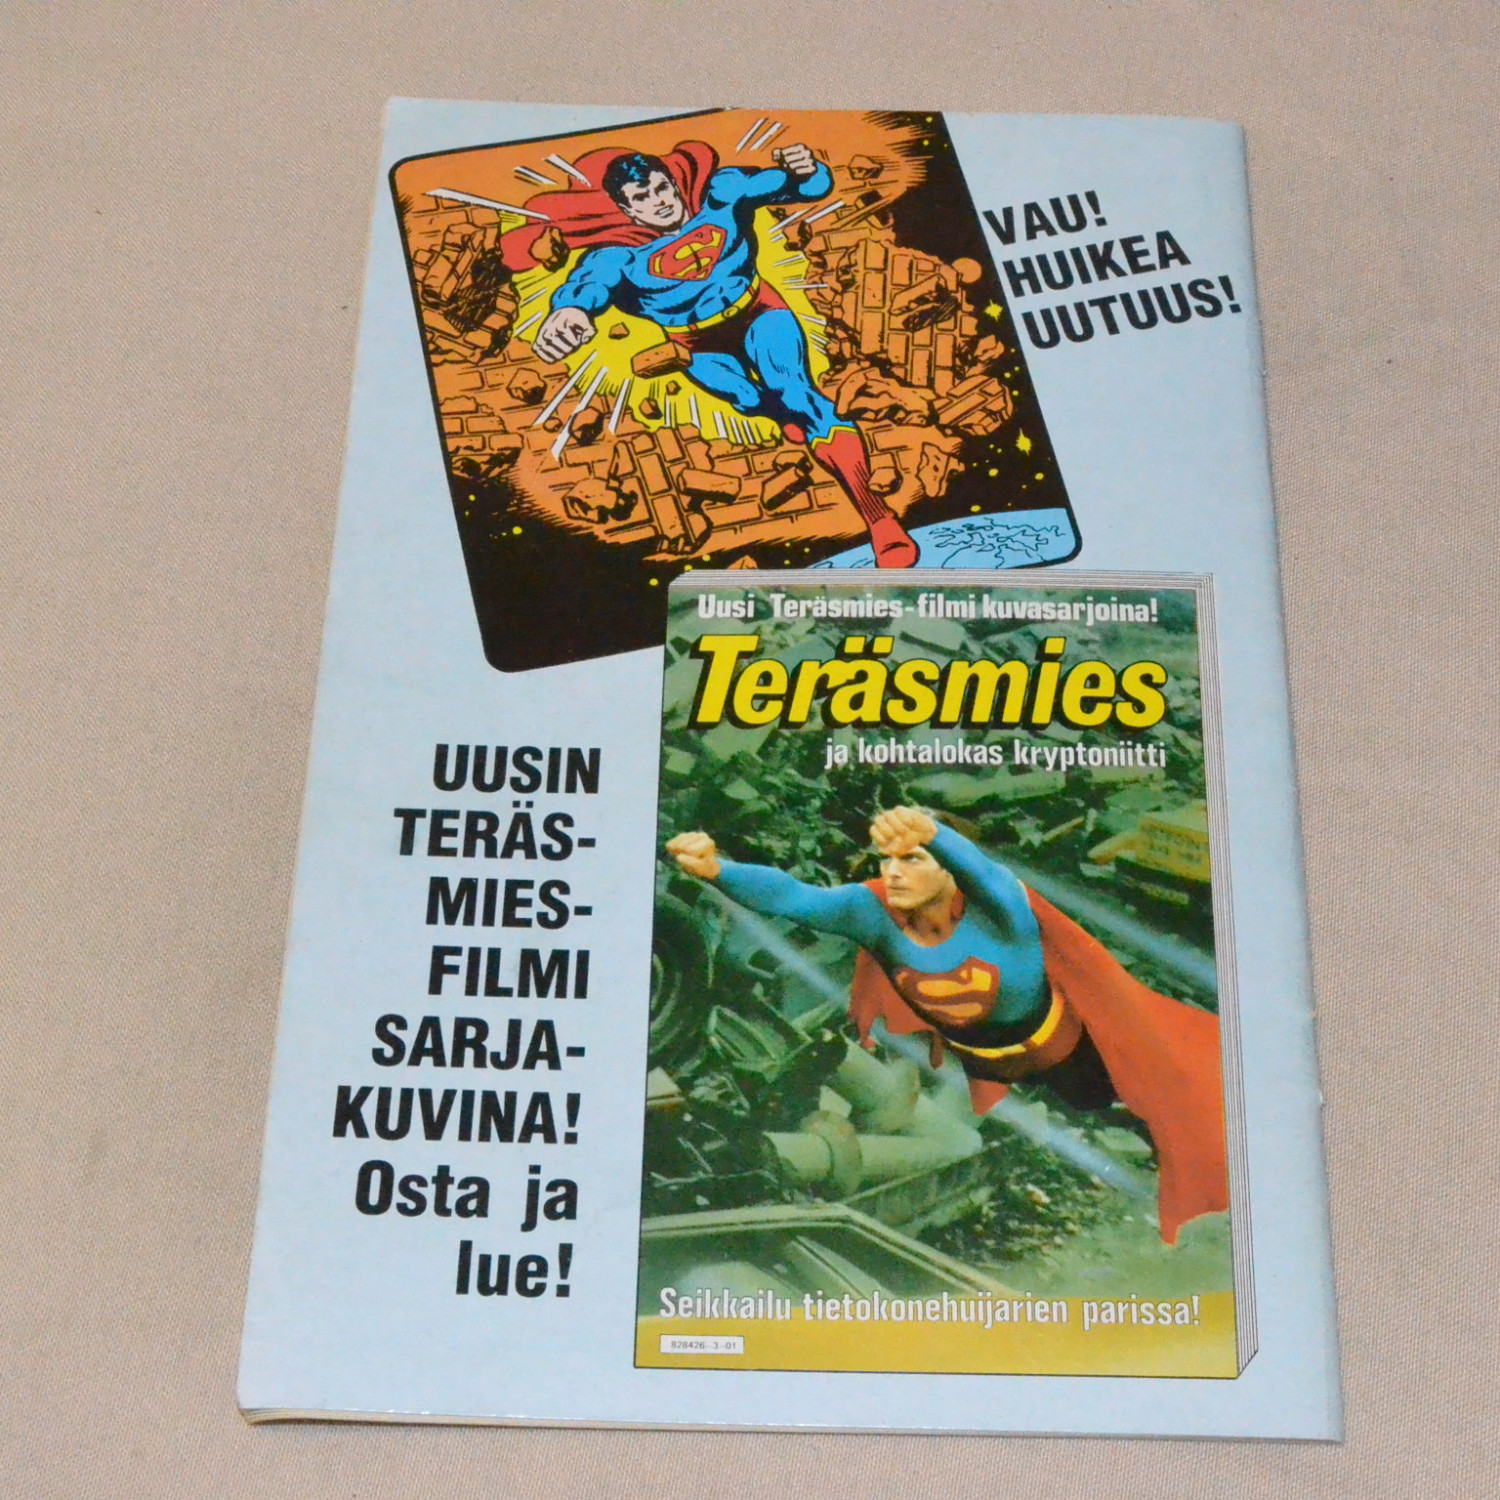 VAU!
HUIKEA
UUTUUS!
Uusi Teräsmies-filmi kuvasarjoina!
Teräsmies
ja kohtalokas kryptoniitti
UUSIN
TERÄS-
MIES-
FILMI
SARJA-
KUVINA!
Osta ja
lue!
Seikkailu tietokonehuijarien parissa!
828426-3-01